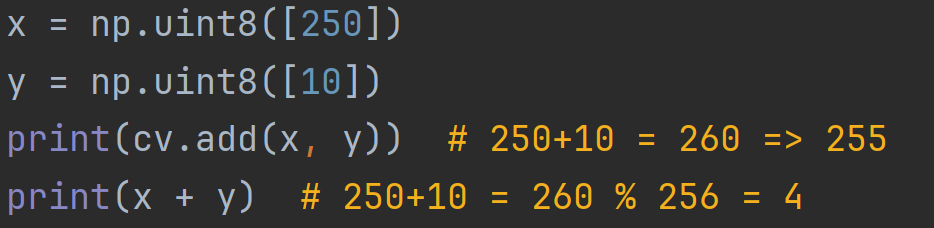 x = np.uint8([250])
y = np.uint8([10])
print(cv.add(x, y))  # 250+10 = 260 => 255
print(x + y)  # 250+10 = 260 % 256 = 4